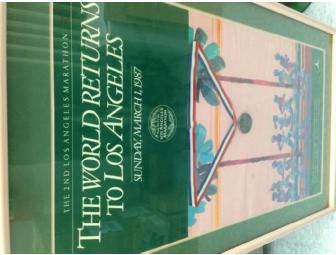 THE 2ND LOS ANGELES MARATHON
THE WORLD RETURNS
TO LOS ANGELES
SUNDAY, MARCH 1, 1987